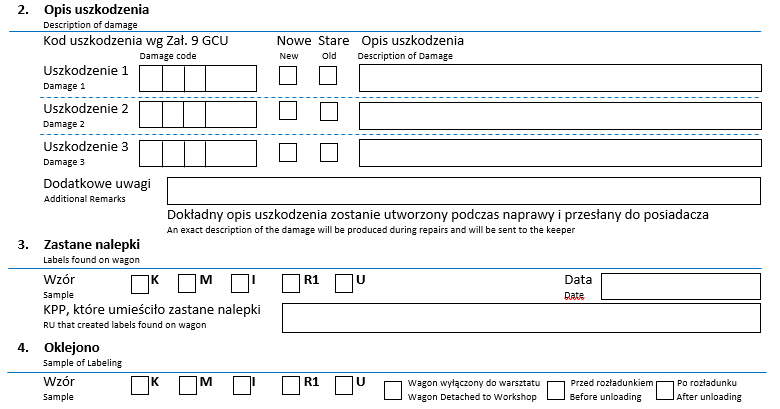 2. Opis uszkodzenia
Description of damage
Kod uszkodzenia wg Zał. 9 GCU Nowe Stare Opis uszkodzenia
Damage code New Old Description of Damage
Uszkodzenie 1
Damage 1
Uszkodzenie 2
Damage 2
Uszkodzenie 3
Damage 3
Dodatkowe uwagi
Additional Remarks
Dokładny opis uszkodzenia zostanie utworzony podczas naprawy i przesłany do posiadacza
An exact description of the damage will be produced during repairs and will be sent to the keeper
3. Zastane nalepki
Labels found on wagon
Wzór K M I R1 U Data
Sample Date
KPP, które umieściło zastane nalepki
RU that created labels found on wagon
4. Oklejono
Sample of Labeling
Wzór K M I R1 U Wagon wyłączony do warsztatu Przed rozładunkiem Po rozładunku
Sample Wagon Detached to Workshop Before unloading After unloading